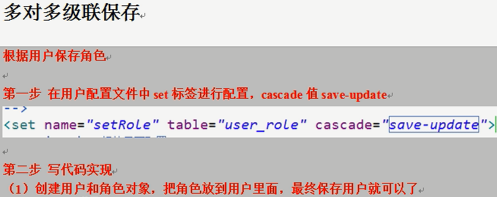 多对多级联保存
根据用户保存角色
第一步 在用户配置文件中 set 标签进行配置，cascade 值 save-update
-->
<set name="setRole" table="user_role" cascade="save-update">
第二步 写代码实现
（1）创建用户和角色对象，把角色放到用户里面，最终保存用户就可以了